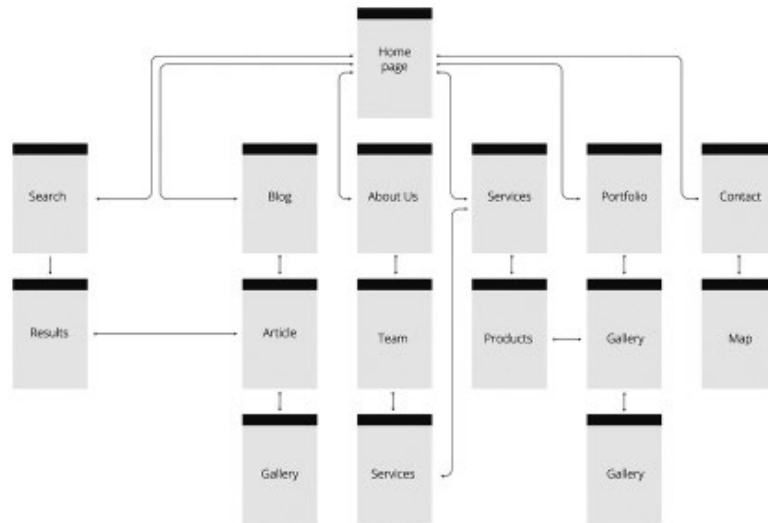 Home
page
Search
Blog
About Us
Services
Portfolio
Contact
Results
Article
Team
Products
Gallery
Map
Gallery
Services
Gallery